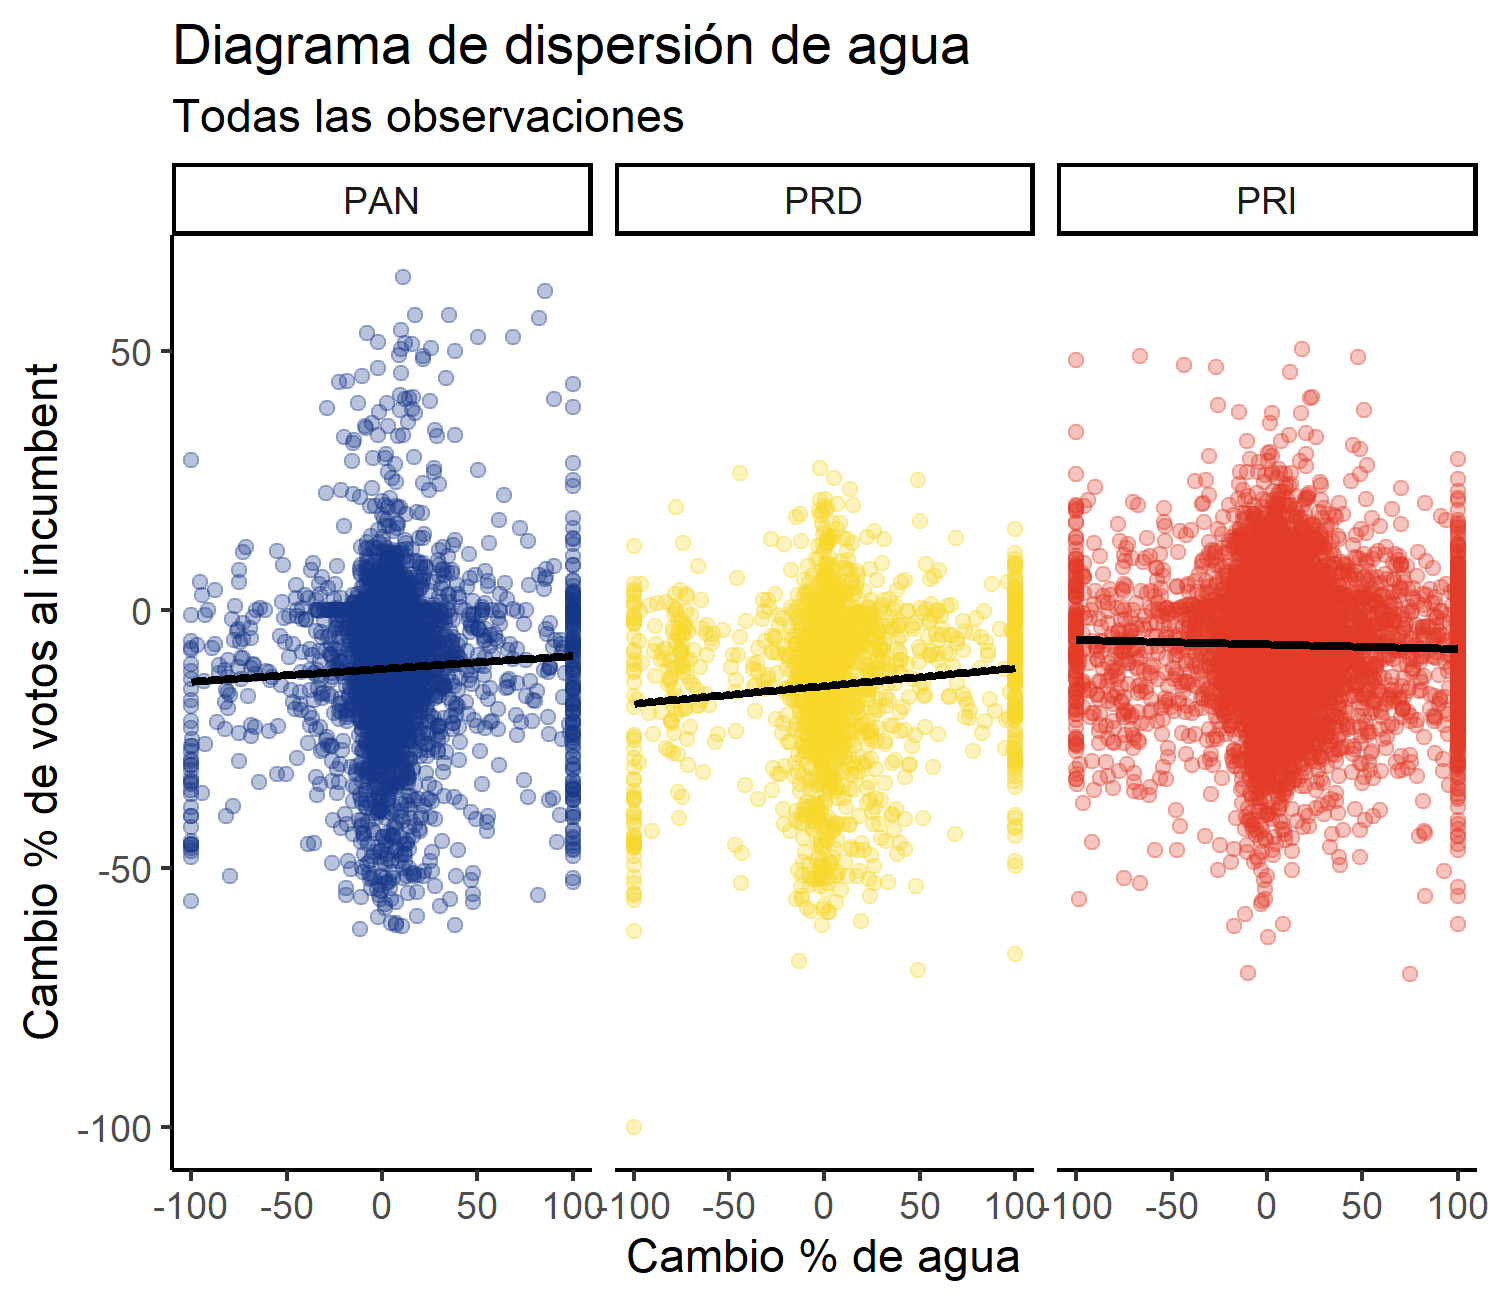 Diagrama de dispersión de agua
Todas las observaciones
PAN PRD PRI
Cambio % de votos al incumbent
50
0
-50
-100
-100 -50 0 50 100 -100 -50 0 50 100 -100 -50 0 50 100
Cambio % de agua